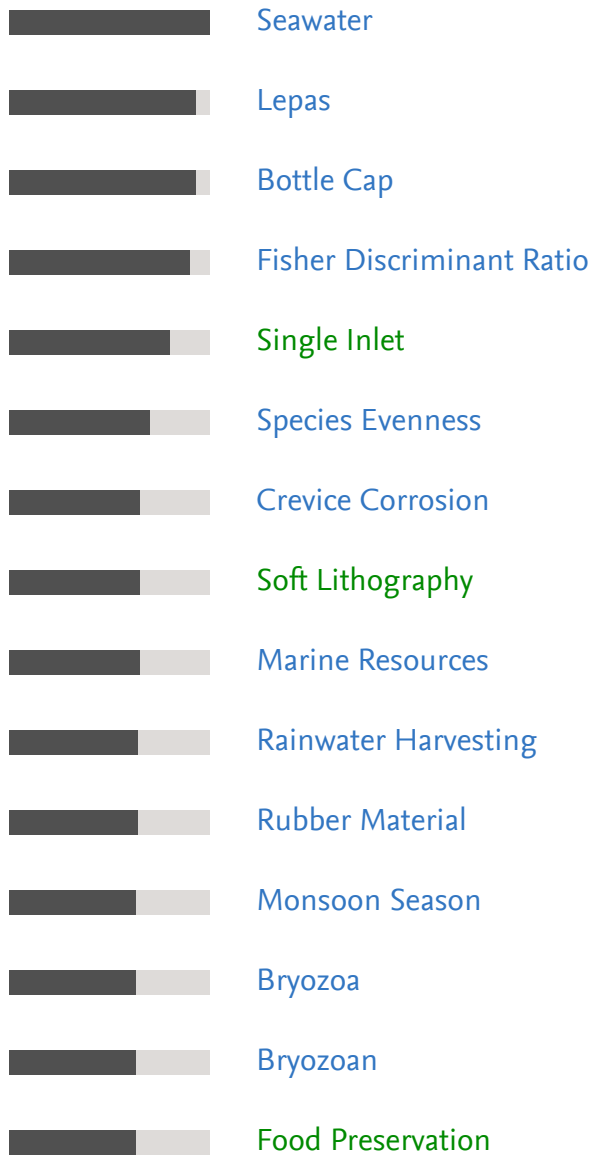 Seawater
Lepas
Bottle Cap
Fisher Discriminant Ratio
Single Inlet
Species Evenness
Crevice Corrosion
Soft Lithography
Marine Resources
Rainwater Harvesting
Rubber Material
Monsoon Season
Bryozoa
Bryozoan
Food Preservation